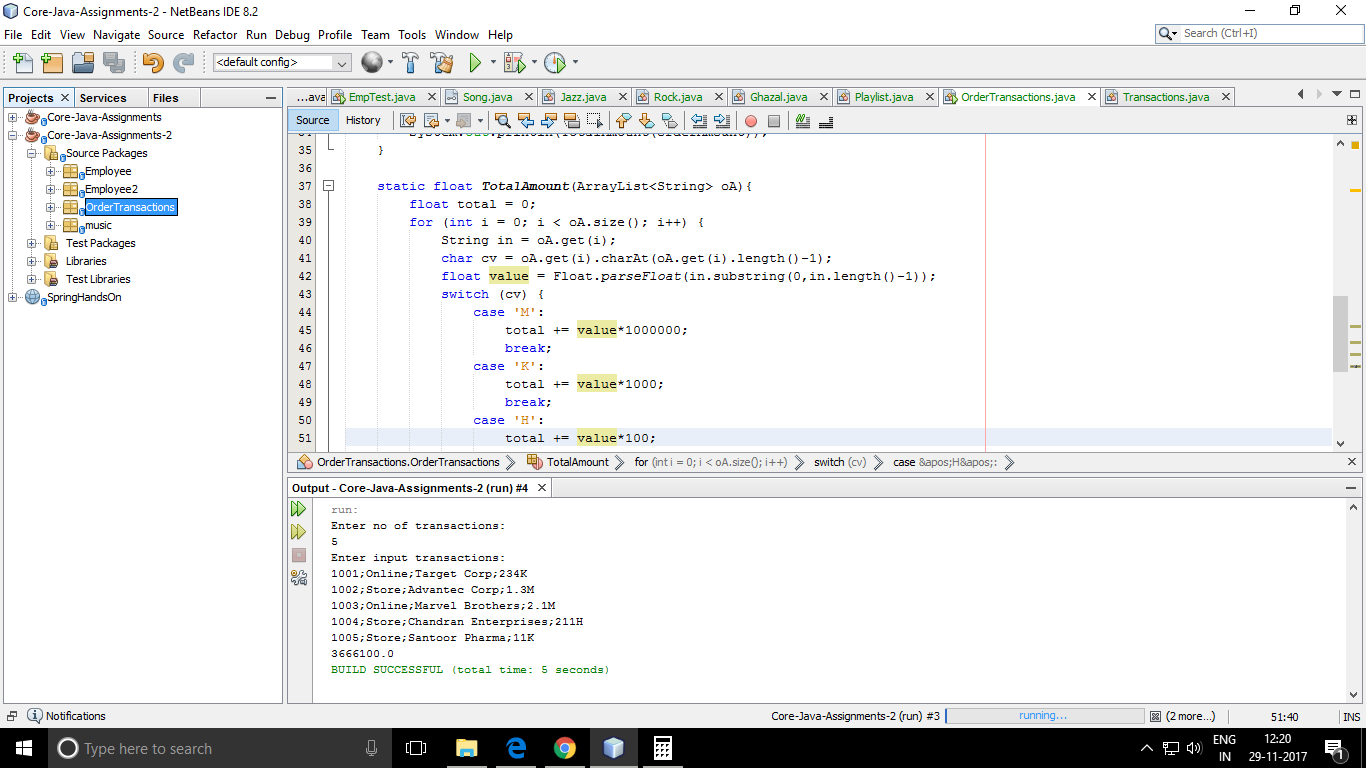 Core-Java-Assignments-2 - NetBeans IDE 8.2
File Edit View Navigate Source Refactor Run Debug Profile Team Tools Window Help
Search (Ctrl+I)
<default config>
Projects Services Files
Core-Java-Assignments
Core-Java-Assignments-2
Source Packages
Employee
Employee2
OrderTransactions
music
Test Packages
Libraries
Test Libraries
SpringHandsOn
...ava EmpTest.java Song.java Jazz.java Rock.java Ghazal.java Playlist.java OrderTransactions.java Transactions.java
Source History
35 }
36
37 static float TotalAmount(ArrayList<String> oA){
38 float total = 0;
39 for (int i = 0; i < oA.size(); i++) {
40 String in = oA.get(i);
41 char cv = oA.get(i).charAt(oA.get(i).length()-1);
42 float value = Float.parseFloat(in.substring(0,in.length()-1));
43 switch (cv) {
44 case 'M':
45 total += value*1000000;
46 break;
47 case 'K':
48 total += value*1000;
49 break;
50 case 'H':
51 total += value*100;
OrderTransactions.OrderTransactions TotalAmount for (int i = 0; i < oA.size(); i++) switch (cv) case &apos;H&apos;:
Output - Core-Java-Assignments-2 (run) #4
run:
Enter no of transactions:
5
Enter input transactions:
1001;Online;Target Corp;234K
1002;Store;Advantec Corp;1.3M
1003;Online;Marvel Brothers;2.1M
1004;Store;Chandran Enterprises;211H
1005;Store;Santoor Pharma;11K
3666100.0
BUILD SUCCESSFUL (total time: 5 seconds)
Notifications
Core-Java-Assignments-2 (run) #3 running... (2 more...) 51:40 INS
Type here to search
ENG
IN
12:20
29-11-2017
1